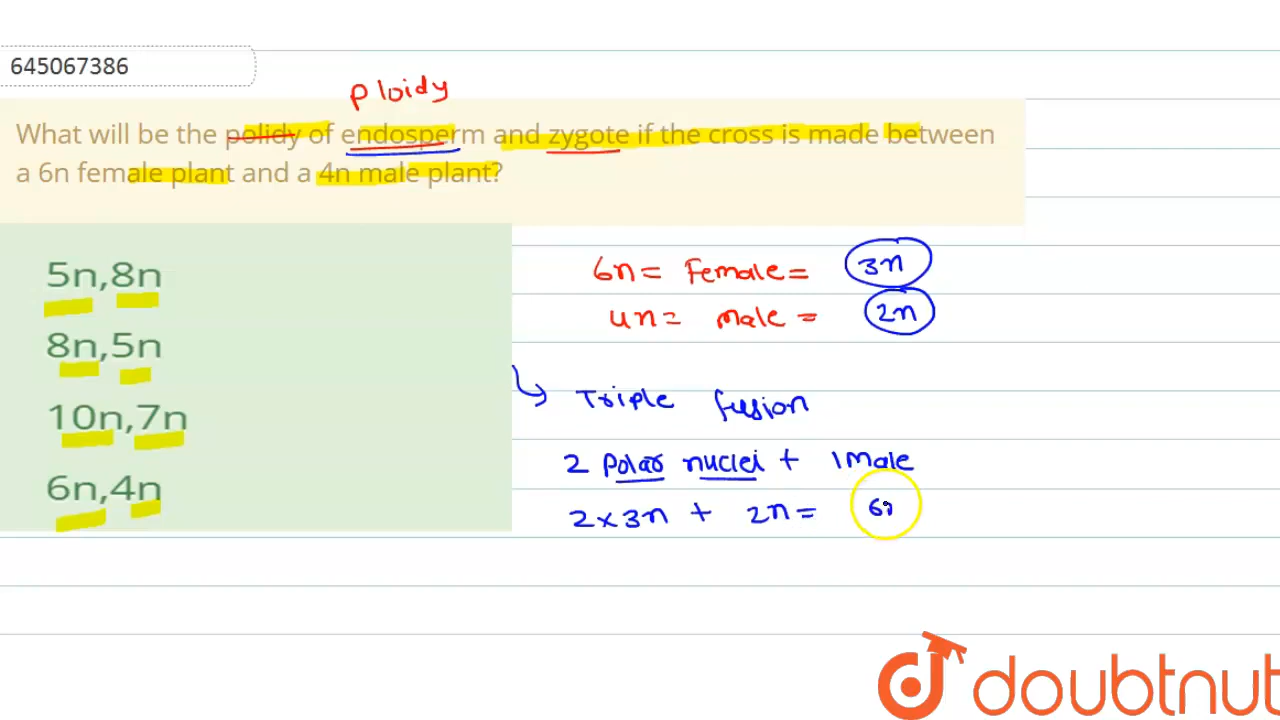 645067386
Ploidy
What will be the polidy of endosperm and zygote if the cross is made between
a 6n female plant and a 4n male plant?
5n,8n
8n,5n
10n,7n
6n,4n
6n = Female = 3n
4n = male = 2n
Triple fusion
2 Polar nuclei + 1 Male
2 x 3n + 2n = 6
doubtnut